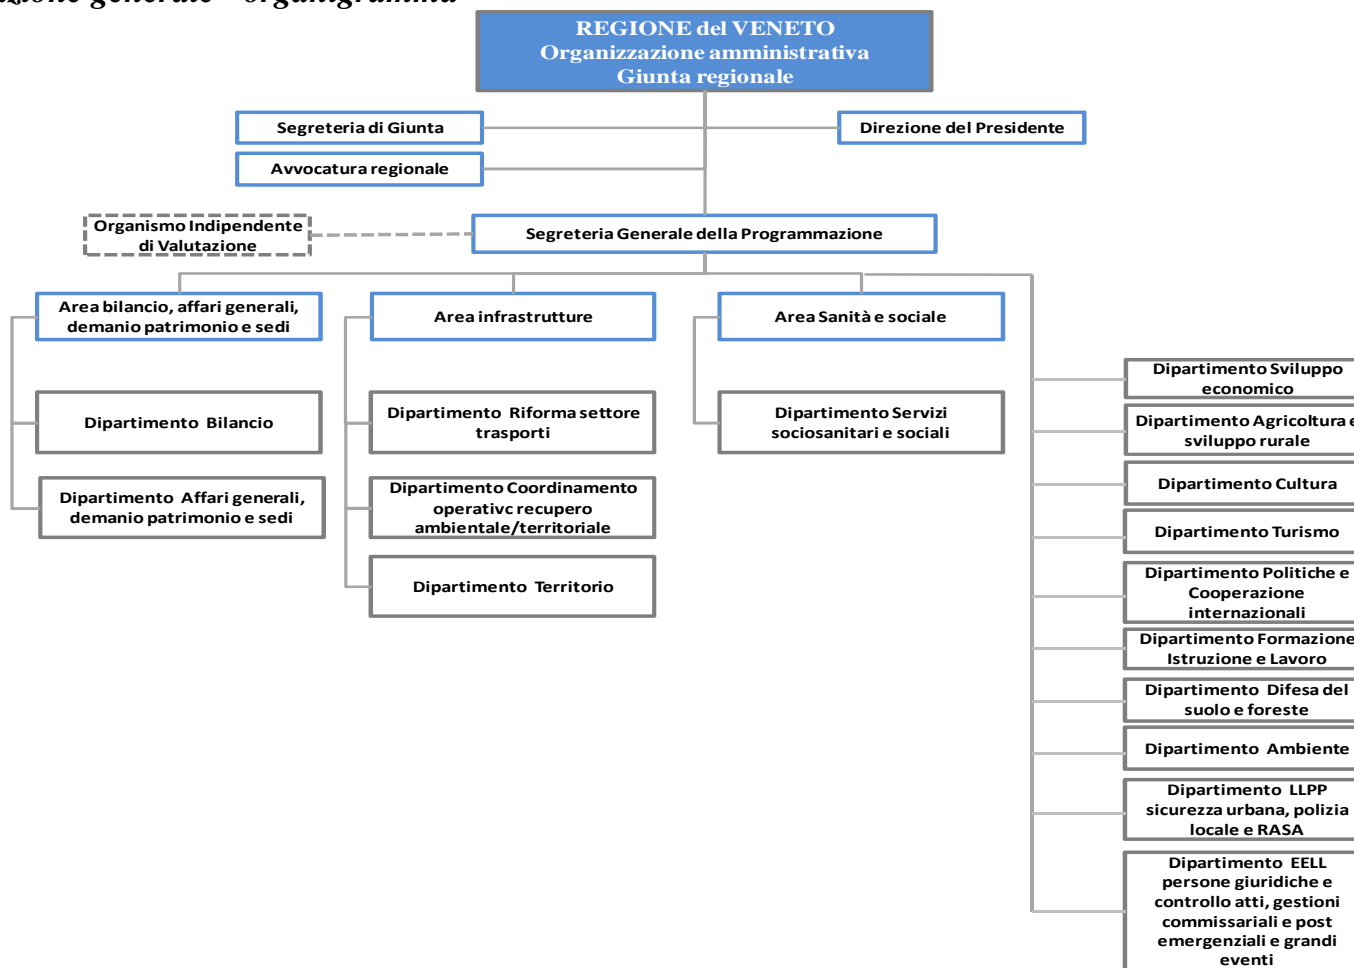 generale organigramma
REGIONE del VENETO
Organizzazione amministrativa
Giunta regionale
Segreteria di Giunta
Direzione del Presidente
Avvocatura regionale
Organismo Indipendente
di Valutazione
Segreteria Generale della Programmazione
Area bilancio, affari generali,
demanio patrimonio e sedi
Area infrastrutture
Area Sanità e sociale
Dipartimento Bilancio
Dipartimento Affari generali,
demanio patrimonio e sedi
Dipartimento Riforma settore
trasporti
Dipartimento Coordinamento
operativc recupero
ambientale/territoriale
Dipartimento Territorio
Dipartimento Servizi
sociosanitari e sociali
Dipartimento Sviluppo
economico
Dipartimento Agricoltura e
sviluppo rurale
Dipartimento Cultura
Dipartimento Turismo
Dipartimento Politiche e
Cooperazione
internazionali
Dipartimento Formazione
Istruzione e Lavoro
Dipartimento Difesa del
suolo e foreste
Dipartimento Ambiente
Dipartimento LLPP
sicurezza urbana, polizia
locale e RASA
Dipartimento EELL
persone giuridiche e
controllo atti, gestioni
commissariali e post
emergenziali e grandi
eventi